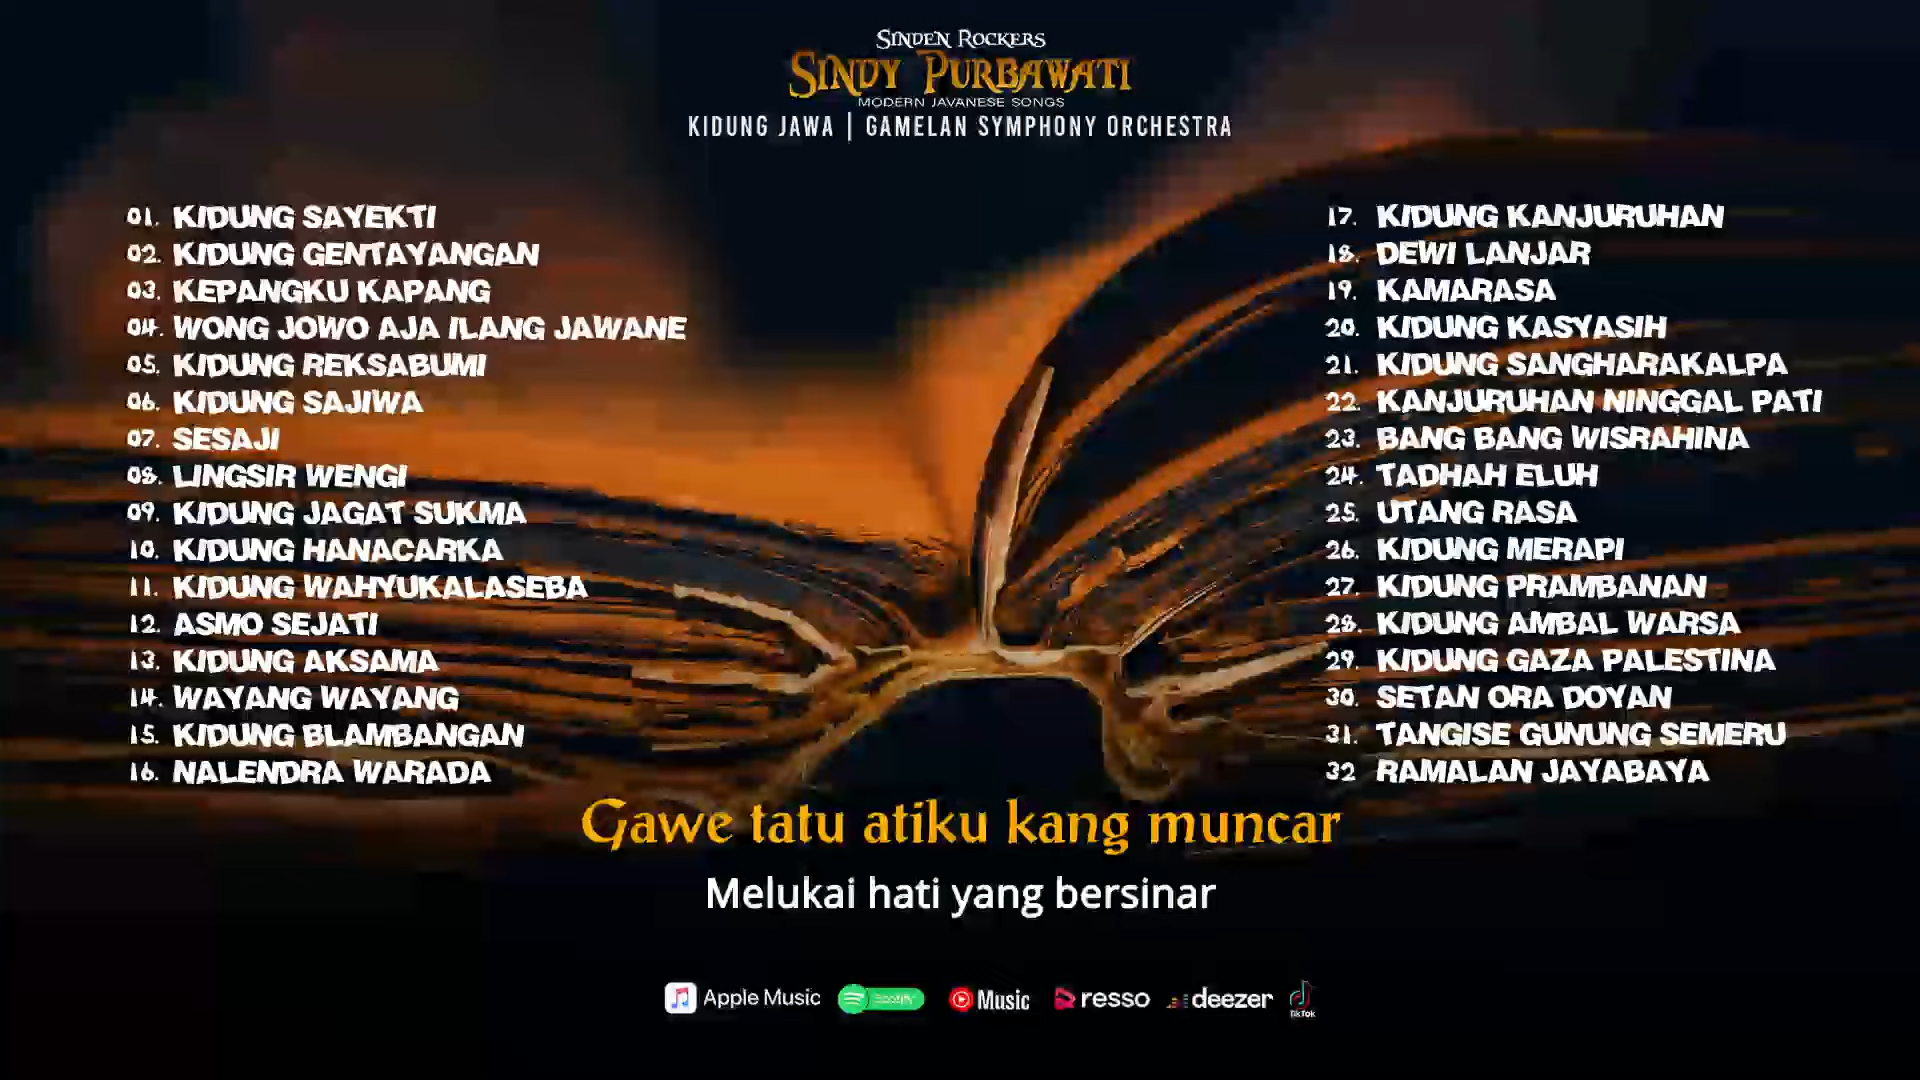 SINDEN ROCKERS
SINDY PURBAWATI
MODERN JAVANESE SONGS
KIDUNG JAWA | GAMELAN SYMPHONY ORCHESTRA
01. KIDUNG SAYEKTI
02. KIDUNG GENTAYANGAN
03. KEPANGKU KAPANG
04. WONG JOWO AJA ILANG JAWANE
05. KIDUNG REKSABUMI
06. KIDUNG SAJIWA
07. SESAJI
08. LINGSIR WENGI
09. KIDUNG JAGAT SUKMA
10. KIDUNG HANACARKA
11. KIDUNG WAHYUKALASEBA
12. ASMO SEJATI
13. KIDUNG AKSAMA
14. WAYANG WAYANG
15. KIDUNG BLAMBANGAN
16. NALENDRA WARADA
17. KIDUNG KANJURUHAN
18. DEWI LANJAR
19. KAMARASA
20. KIDUNG KASYASIH
21. KIDUNG SANGHARAKALPA
22. KANJURUHAN NINGGAL PATI
23. BANG BANG WISRAHINA
24. TADHAH ELUH
25. UTANG RASA
26. KIDUNG MERAPI
27. KIDUNG PRAMBANAN
28. KIDUNG AMBAL WARSA
29. KIDUNG GAZA PALESTINA
30. SETAN ORA DOYAN
31. TANGISE GUNUNG SEMERU
32 RAMALAN JAYABAYA
Gawe tatu atiku kang muncar
Melukai hati yang bersinar
Apple Music Spotify Music resso deezer TikTok